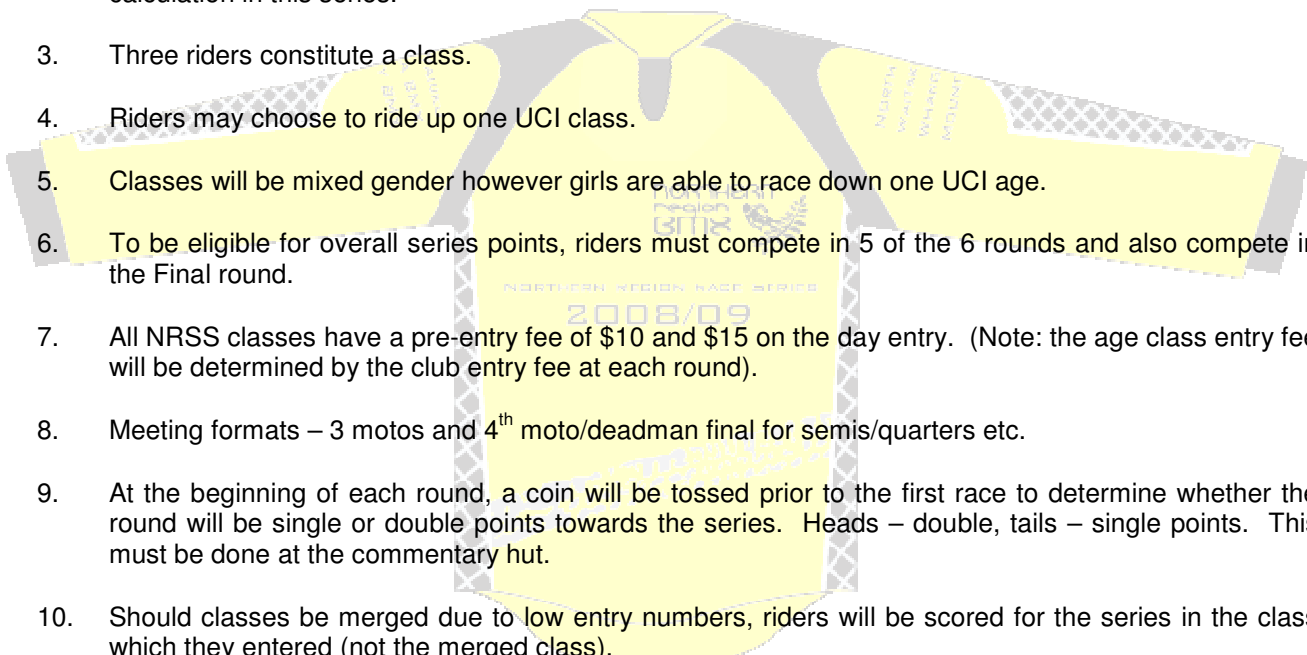 calculation in this series.
3. Three riders constitute a class.
4. Riders may choose to ride up one UCI class.
5. Classes will be mixed gender however girls are able to race down one UCI age.
NORTHERN
Region
BMX
6. To be eligible for overall series points, riders must compete in 5 of the 6 rounds and also compete in
the Final round.
NORTHERN REGION RACE SERIES
2008/09
7. All NRSS classes have a pre-entry fee of $10 and $15 on the day entry. (Note: the age class entry fee
will be determined by the club entry fee at each round).
8. Meeting formats – 3 motos and 4th moto/deadman final for semis/quarters etc.
9. At the beginning of each round, a coin will be tossed prior to the first race to determine whether the
round will be single or double points towards the series. Heads – double, tails – single points. This
must be done at the commentary hut.
10. Should classes be merged due to low entry numbers, riders will be scored for the series in the class
which they entered (not the merged class).